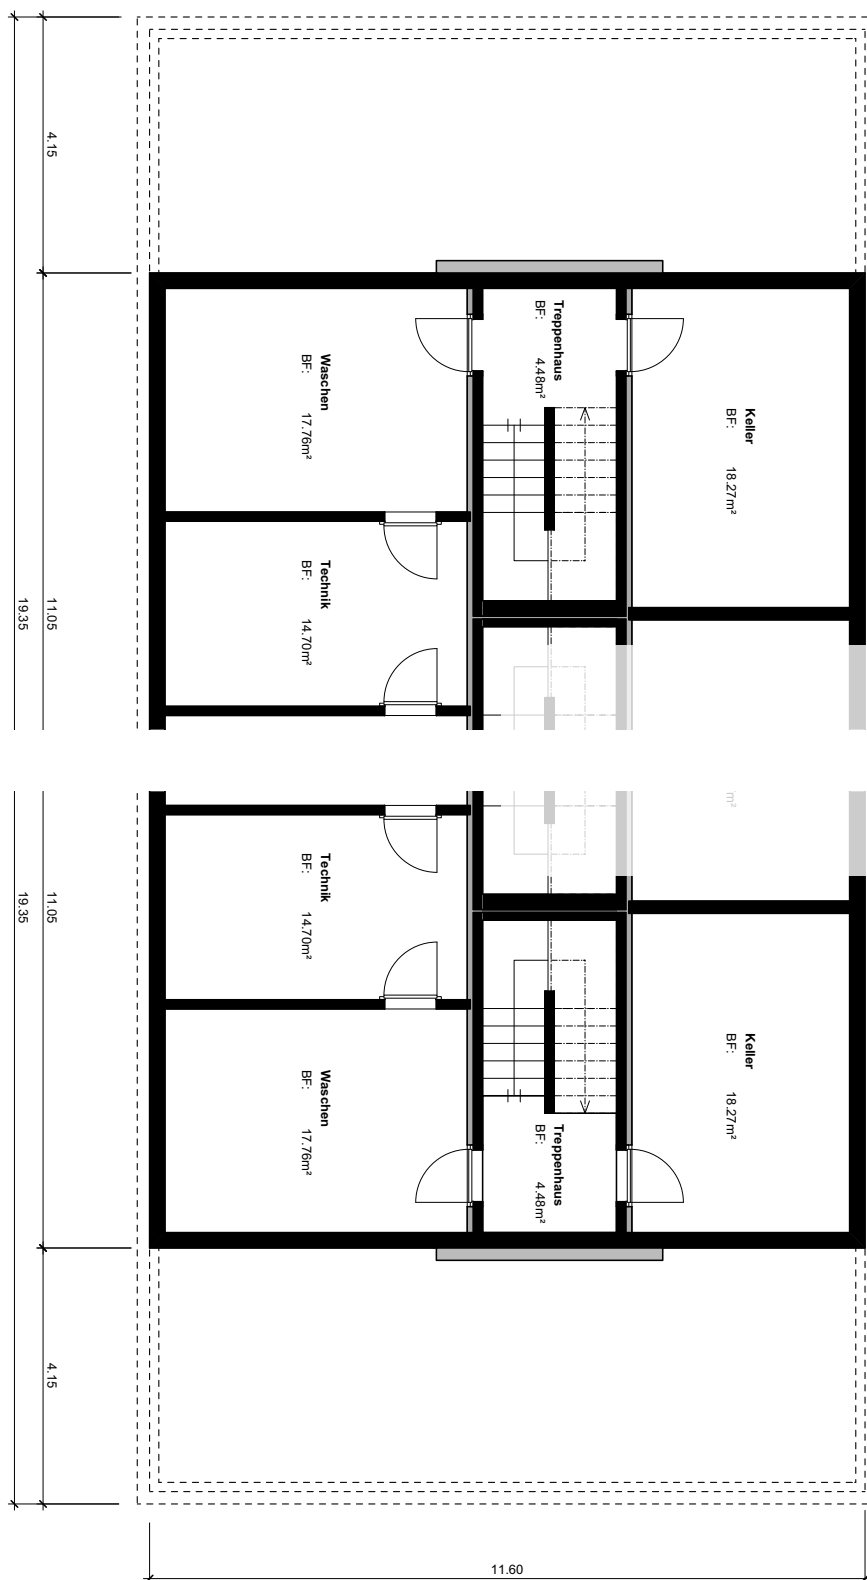 4.15
Treppenhaus
BF: 4.48m²
Waschen
BF: 17.76m²
Keller
BF: 18.27m²
Technik
BF: 14.70m²
11.05
19.35
m²
11.05
19.35
Technik
BF: 14.70m²
Keller
BF: 18.27m²
Waschen
BF: 17.76m²
Treppenhaus
BF: 4.48m²
4.15
11.60